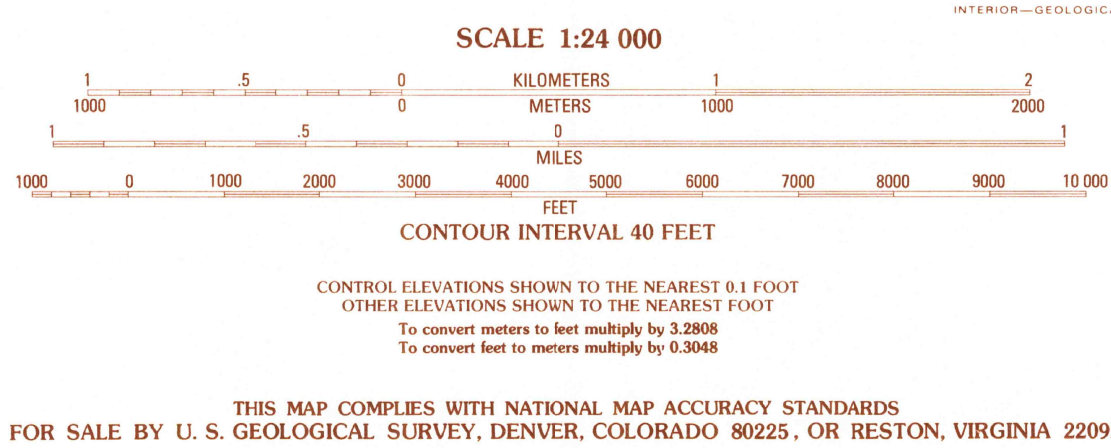 INTERIOR—GEOLOGICA
SCALE 1:24 000
1 .5 0 KILOMETERS 1 2
1000 0 METERS 1000 2000
1 .5 0 1
MILES
1000 0 1000 2000 3000 4000 5000 6000 7000 8000 9000 10 000
FEET
CONTOUR INTERVAL 40 FEET
CONTROL ELEVATIONS SHOWN TO THE NEAREST 0.1 FOOT
OTHER ELEVATIONS SHOWN TO THE NEAREST FOOT
To convert meters to feet multiply by 3.2808
To convert feet to meters multiply by 0.3048
THIS MAP COMPLIES WITH NATIONAL MAP ACCURACY STANDARDS
FOR SALE BY U. S. GEOLOGICAL SURVEY, DENVER, COLORADO 80225, OR RESTON, VIRGINIA 2209